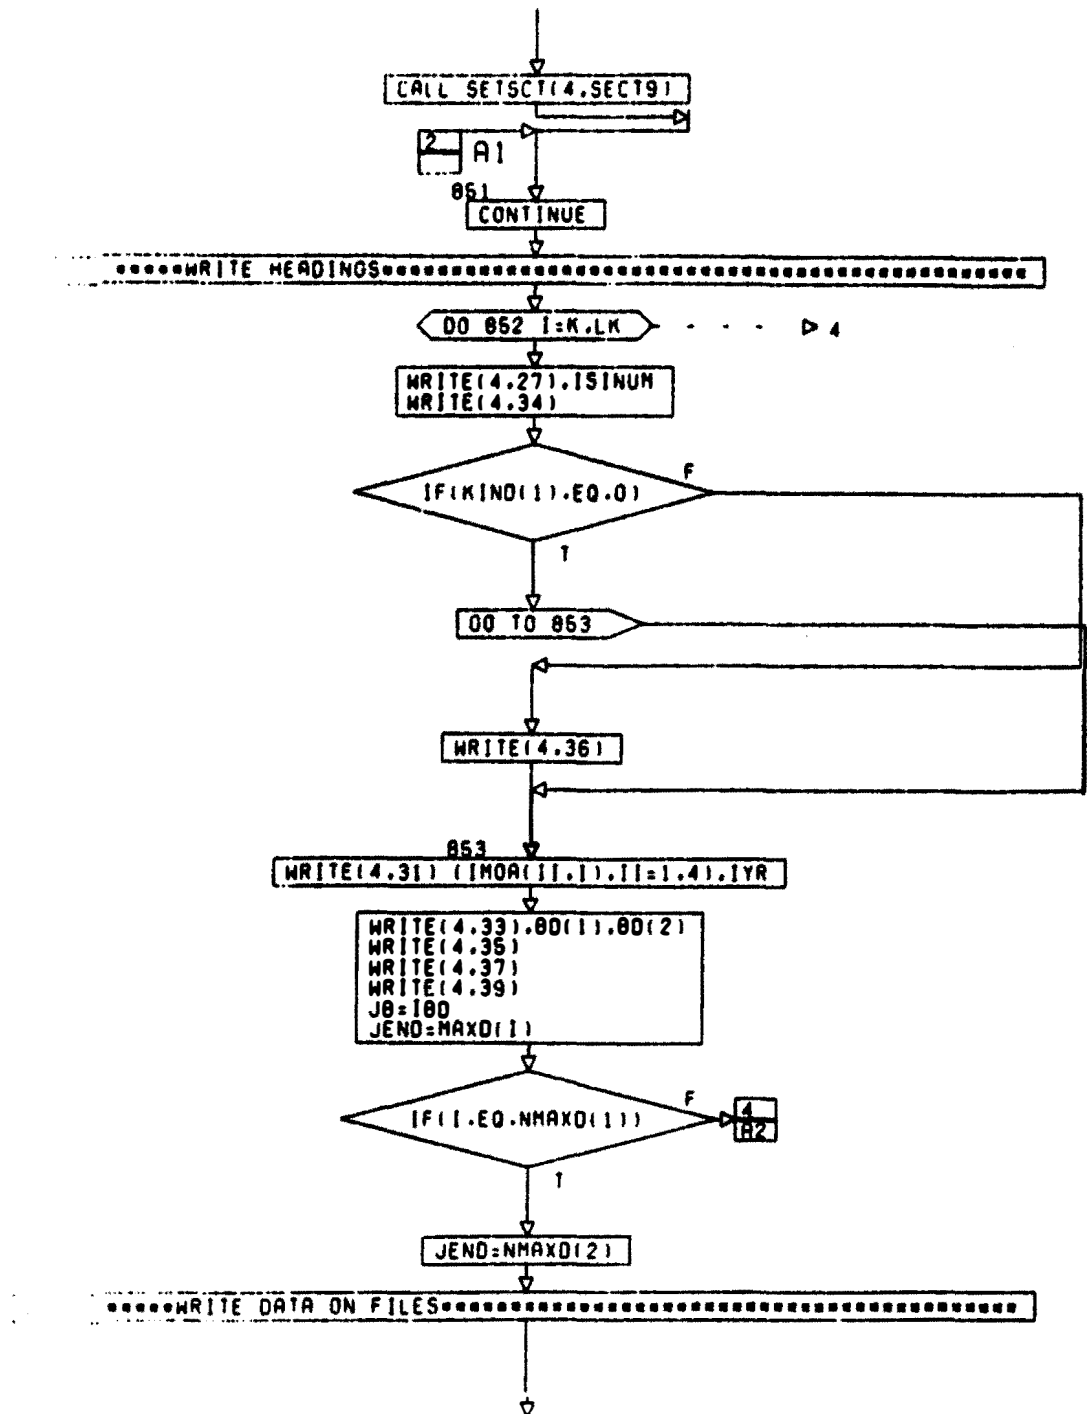 CALL SETSCT(4,SECT9)
2
A1
851
CONTINUE
*****WRITE HEADINGS**************************************************
DO 852 I=K,LK
4
WRITE(4,27),ISINUM
WRITE(4,34)
IF(KIND(1).EQ.0)
F
T
GO TO 853
WRITE(4,36)
853
WRITE(4,31) (IMOA(II,I),II=1,4),IYR
WRITE(4,33),BD(1),BD(2)
WRITE(4,35)
WRITE(4,37)
WRITE(4,39)
JB=IBD
JEND=MAXD(I)
IF(I.EQ.NMAXD(1))
F
4
A2
T
JEND=NMAXD(2)
*****WRITE DATA ON FILES*********************************************